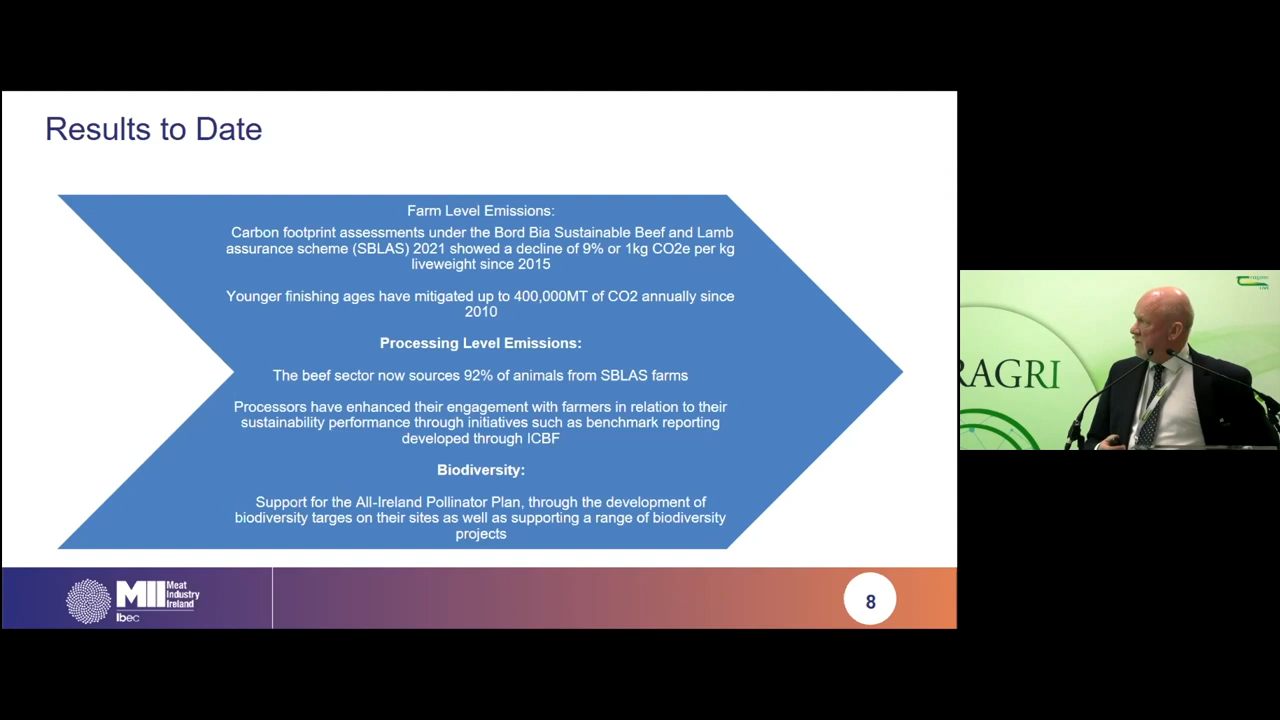 Results to Date
Farm Level Emissions:
Carbon footprint assessments under the Bord Bia Sustainable Beef and Lamb
assurance scheme (SBLAS) 2021 showed a decline of 9% or 1kg CO2e per kg
liveweight since 2015
Younger finishing ages have mitigated up to 400,000MT of CO2 annually since
2010
Processing Level Emissions:
The beef sector now sources 92% of animals from SBLAS farms
Processors have enhanced their engagement with farmers in relation to their
sustainability performance through initiatives such as benchmark reporting
developed through ICBF
Biodiversity:
Support for the All-Ireland Pollinator Plan, through the development of
biodiversity targes on their sites as well as supporting a range of biodiversity
projects
MII
Meat
Industry
Ireland
Ibec
8
RAGRI